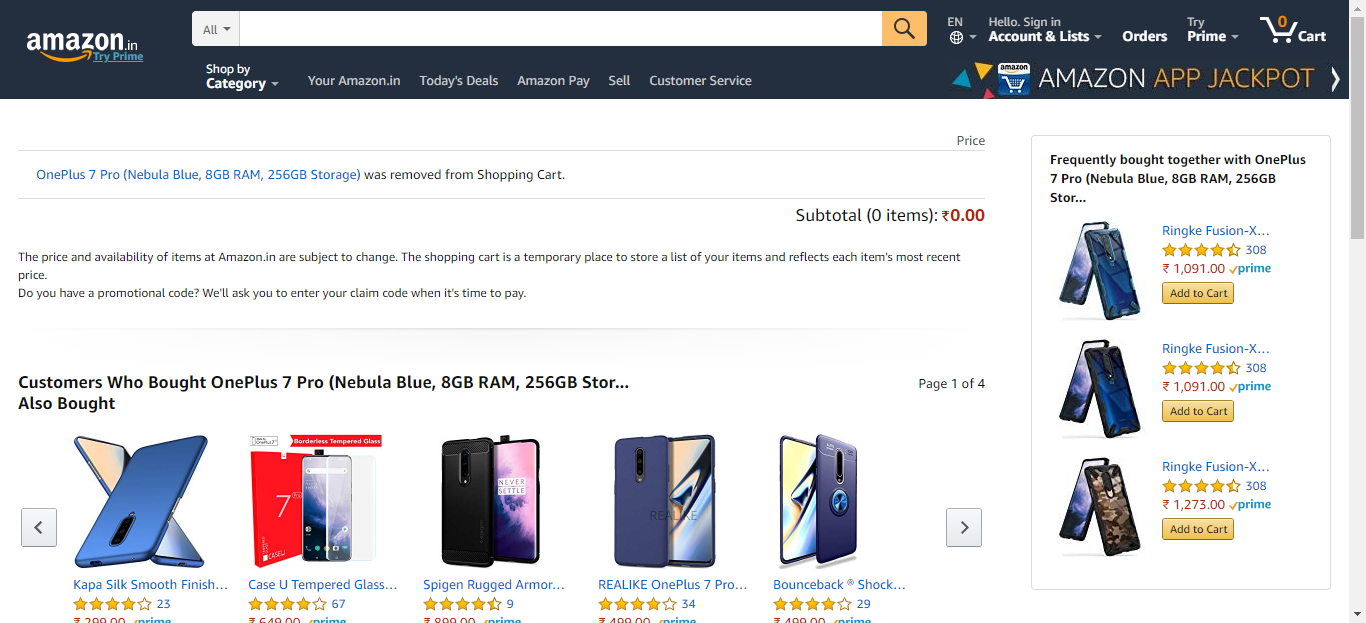 amazon.in
Try Prime
All
EN
Hello. Sign in
Account & Lists
Orders
Try
Prime
0
Cart
Shop by
Category
Your Amazon.in
Today's Deals
Amazon Pay
Sell
Customer Service
amazon
AMAZON APP JACKPOT
Price
OnePlus 7 Pro (Nebula Blue, 8GB RAM, 256GB Storage) was removed from Shopping Cart.
Subtotal (0 items): ₹0.00
The price and availability of items at Amazon.in are subject to change. The shopping cart is a temporary place to store a list of your items and reflects each item's most recent
price.
Do you have a promotional code? We'll ask you to enter your claim code when it's time to pay.
Customers Who Bought OnePlus 7 Pro (Nebula Blue, 8GB RAM, 256GB Stor...
Also Bought
Page 1 of 4
Borderless Tempered Glass
7
CASE U
NEVER
SETTLE
REALIKE
Kapa Silk Smooth Finish...
23
₹ 299.00 prime
Case U Tempered Glass...
67
₹ 649.00 prime
Spigen Rugged Armor...
9
₹ 899.00 prime
REALIKE OnePlus 7 Pro...
34
₹ 499.00 prime
Bounceback ® Shock...
29
₹ 499.00 prime
Frequently bought together with OnePlus
7 Pro (Nebula Blue, 8GB RAM, 256GB
Stor...
Ringke Fusion-X...
308
₹ 1,091.00 prime
Add to Cart
Ringke Fusion-X...
308
₹ 1,091.00 prime
Add to Cart
Ringke Fusion-X...
308
₹ 1,273.00 prime
Add to Cart